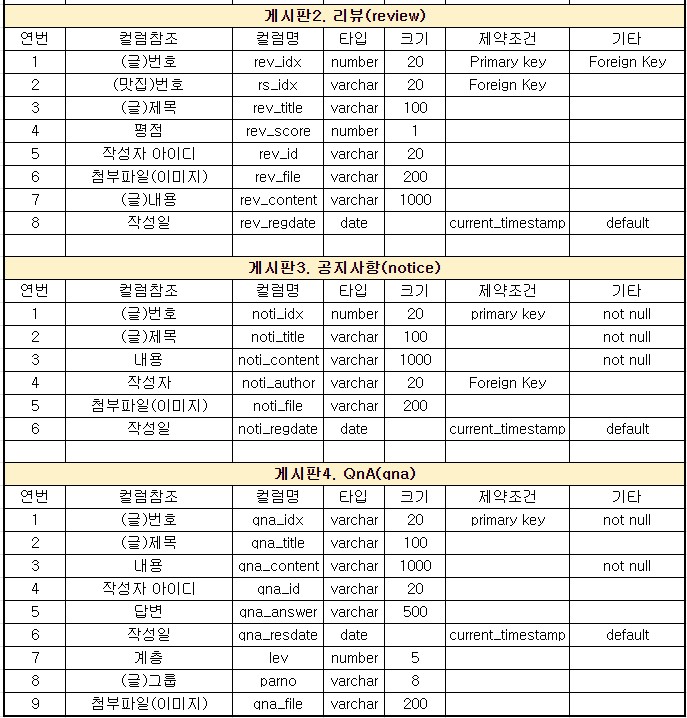 게시판2. 리뷰(review)
연번 컬럼참조 컬럼명 타입 크기 제약조건 기타
1 (글)번호 rev_idx number 20 Primary key Foreign Key
2 (맛집)번호 rs_idx varchar 20 Foreign Key
3 (글)제목 rev_title varchar 100
4 평점 rev_score number 1
5 작성자 아이디 rev_id varchar 20
6 첨부파일(이미지) rev_file varchar 200
7 (글)내용 rev_content varchar 1000
8 작성일 rev_regdate date current_timestamp default
게시판3. 공지사항(notice)
연번 컬럼참조 컬럼명 타입 크기 제약조건 기타
1 (글)번호 noti_idx number 20 primary key not null
2 (글)제목 noti_title varchar 100 not null
3 내용 noti_content varchar 1000 not null
4 작성자 noti_author varchar 20 Foreign Key
5 첨부파일(이미지) noti_file varchar 200
6 작성일 noti_regdate date current_timestamp default
게시판4. QnA(qna)
연번 컬럼참조 컬럼명 타입 크기 제약조건 기타
1 (글)번호 qna_idx varchar 20 primary key not null
2 (글)제목 qna_title varchar 100
3 내용 qna_content varchar 1000 not null
4 작성자 아이디 qna_id varchar 20
5 답변 qna_answer varchar 500
6 작성일 qna_resdate date current_timestamp default
7 계층 lev number 5
8 (글)그룹 parno varchar 8
9 첨부파일(이미지) qna_file varchar 200